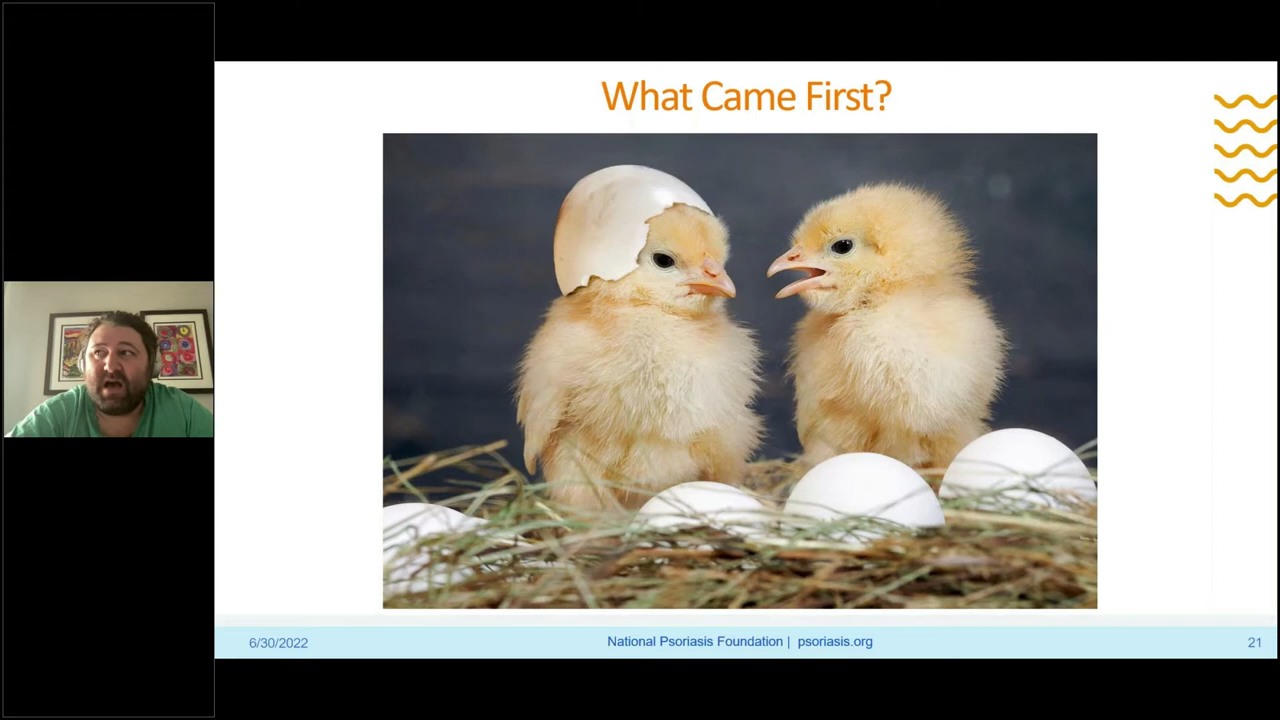 What Came First?
6/30/2022
National Psoriasis Foundation | psoriasis.org
21